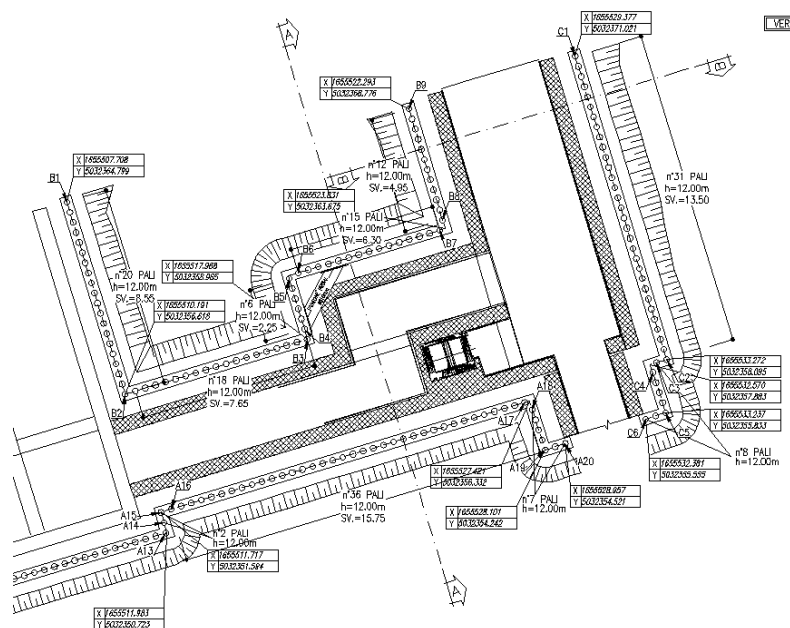 C1
X 1655529.377
Y 5032371.021
VER
A
B9
X 1655522.293
Y 5032368.776
B
n°12 PALI
h=12.00m
SV.=4.95
X 1655507.708
Y 5032364.799
B1
B
X 1655523.831
Y 5032363.675
n°15 PALI
h=12.00m
SV.=6.30
B8
B7
n°31 PALI
h=12.00m
SV.=13.50
B6
X 1655517.968
Y 5032358.985
n°20 PALI
h=12.00m
SV.=8.55
B5
X 1655510.191
Y 5032356.618
n°6 PALI
h=12.00m
SV.=2.25
B4
B3
n°18 PALI
h=12.00m
SV.=7.65
B2
X 1655533.272
Y 5032358.095
C2
C3
C4
X 1655532.570
Y 5032357.883
A18
X 1655533.237
Y 5032355.833
A17
C6
C5
n°8 PALI
h=12.00m
A19
A20
X 1655532.381
Y 5032355.555
X 1655527.421
Y 5032356.332
n°7 PALI
h=12.00m
X 1655528.957
Y 5032354.521
A16
n°36 PALI
h=12.00m
SV.=15.75
X 1655528.101
Y 5032354.242
A15
A14
A13
n°2 PALI
h=12.00m
X 1655511.717
Y 5032351.584
A
X 1655511.983
Y 5032350.723